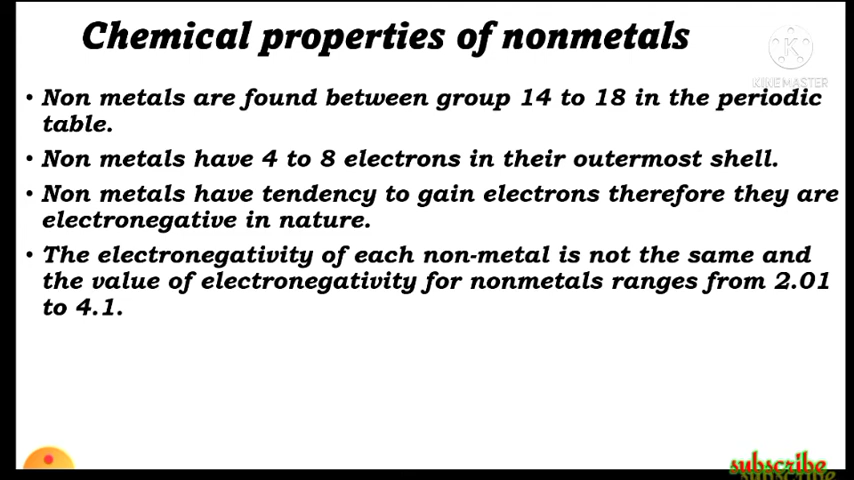 Chemical properties of nonmetals
K
KINEMASTER
• Non metals are found between group 14 to 18 in the periodic
table.
• Non metals have 4 to 8 electrons in their outermost shell.
• Non metals have tendency to gain electrons therefore they are
electronegative in nature.
• The electronegativity of each non-metal is not the same and
the value of electronegativity for nonmetals ranges from 2.01
to 4.1.
subscribe
subscribe